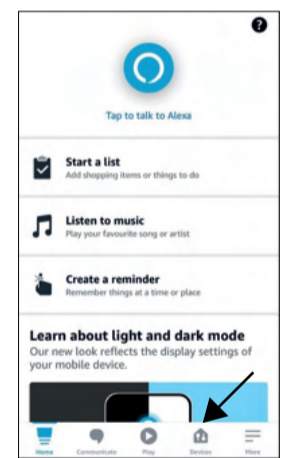 ?
Tap to talk to Alexa
Start a list
Add shopping items or things to do
Listen to music
Play your favourite song or artist
Create a reminder
Remember things at a time or place
Learn about light and dark mode
Our new look reflects the display settings of
your mobile device.
Home Communicate Play Devices More